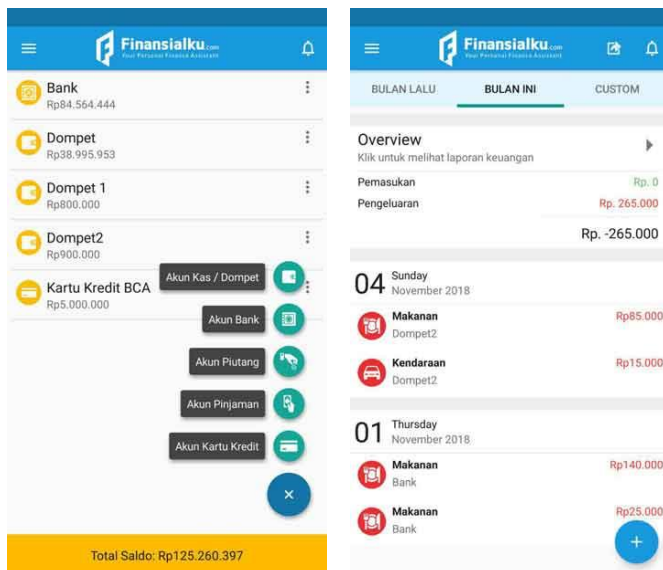 Finansialku.com
Your Personal Finance Assistant
Bank
Rp84.564.444
Dompet
Rp38.995.953
Dompet 1
Rp800.000
Dompet2
Rp900.000
Kartu Kredit BCA
Rp5.000.000
Akun Kas / Dompet
Akun Bank
Akun Piutang
Akun Pinjaman
Akun Kartu Kredit
Total Saldo: Rp125.260.397
Finansialku.com
Your Personal Finance Assistant
BULAN LALU BULAN INI CUSTOM
Overview
Klik untuk melihat laporan keuangan
Pemasukan Rp. 0
Pengeluaran Rp. 265.000
Rp. -265.000
04 Sunday
November 2018
Makanan Rp85.000
Dompet2
Kendaraan Rp15.000
Dompet2
01 Thursday
November 2018
Makanan Rp140.000
Bank
Makanan Rp25.000
Bank